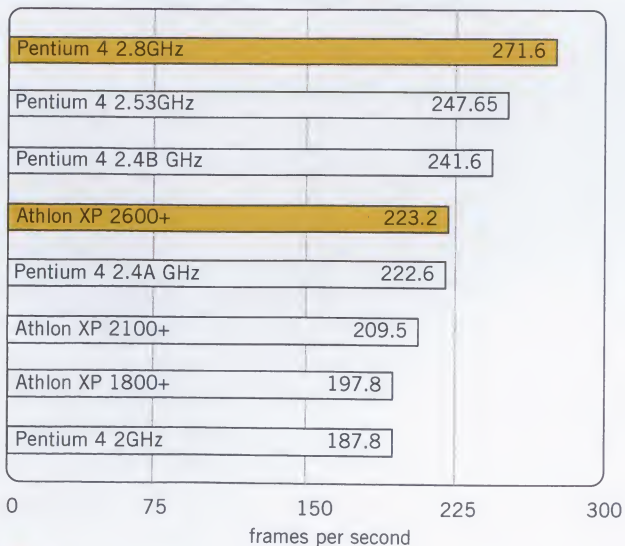 Pentium 4 2.8GHz 271.6
Pentium 4 2.53GHz 247.65
Pentium 4 2.4B GHz 241.6
Athlon XP 2600+ 223.2
Pentium 4 2.4A GHz 222.6
Athlon XP 2100+ 209.5
Athlon XP 1800+ 197.8
Pentium 4 2GHz 187.8
0 75 150 225 300
frames per second